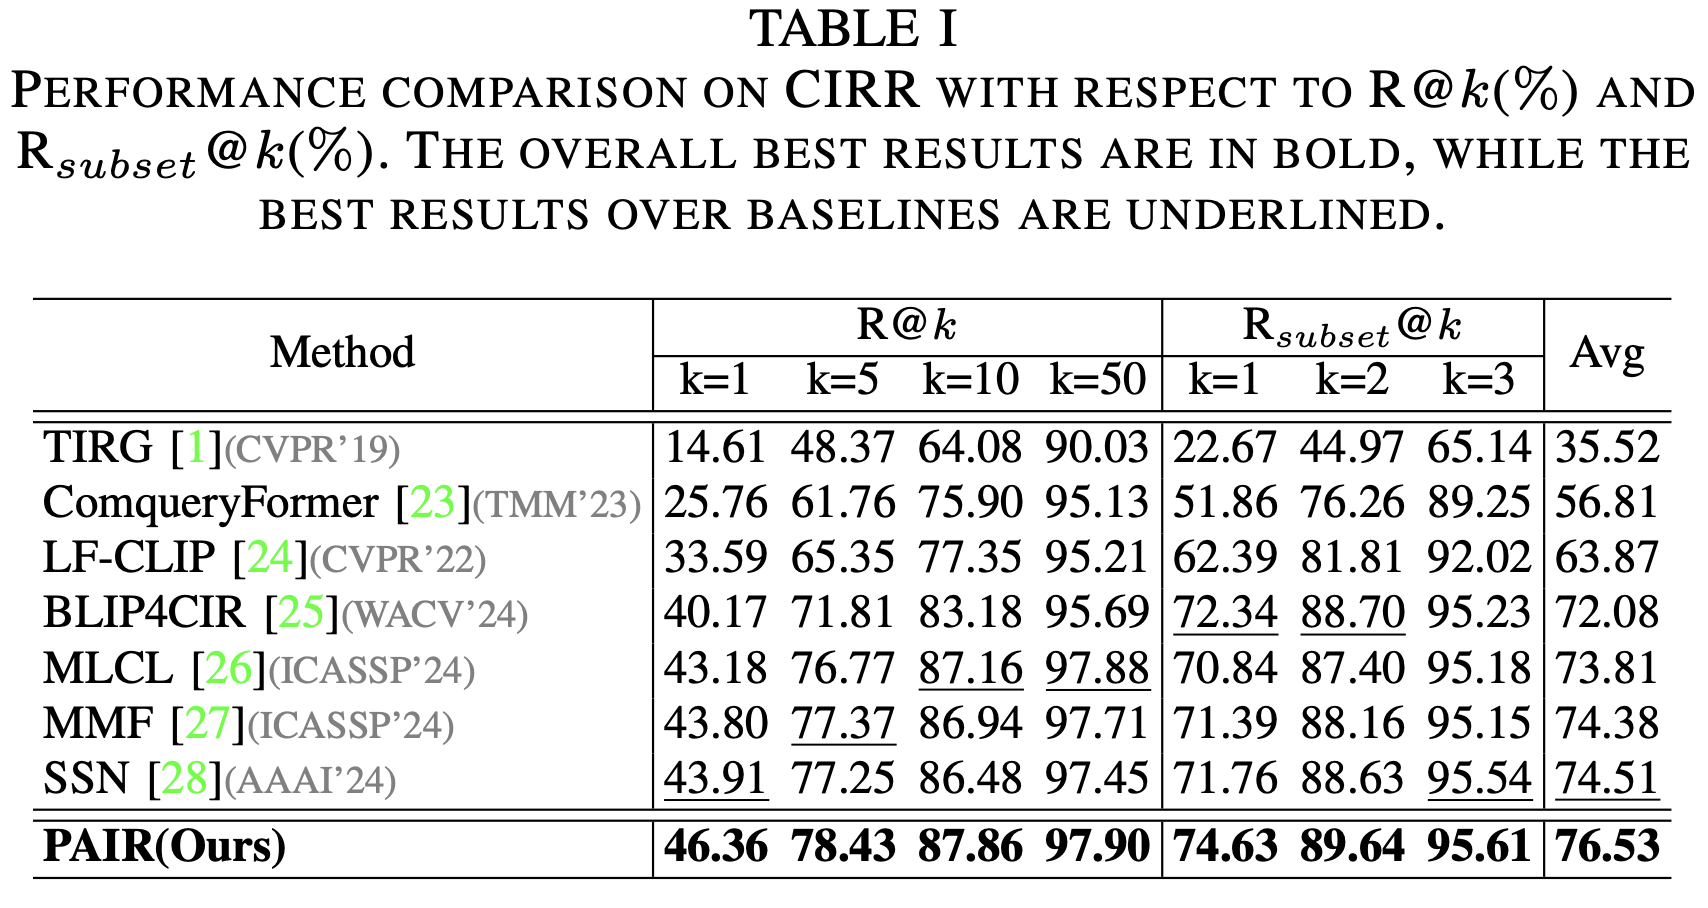 TABLE I
PERFORMANCE COMPARISON ON CIRR WITH RESPECT TO R@k(%) AND
Rsubset@k(%). THE OVERALL BEST RESULTS ARE IN BOLD, WHILE THE
BEST RESULTS OVER BASELINES ARE UNDERLINED.
Method R@k Rsubset@k Avg
k=1 k=5 k=10 k=50 k=1 k=2 k=3
TIRG [1](CVPR’19) 14.61 48.37 64.08 90.03 22.67 44.97 65.14 35.52
ComqueryFormer [23](TMM’23) 25.76 61.76 75.90 95.13 51.86 76.26 89.25 56.81
LF-CLIP [24](CVPR’22) 33.59 65.35 77.35 95.21 62.39 81.81 92.02 63.87
BLIP4CIR [25](WACV’24) 40.17 71.81 83.18 95.69 72.34 88.70 95.23 72.08
MLCL [26](ICASSP’24) 43.18 76.77 87.16 97.88 70.84 87.40 95.18 73.81
MMF [27](ICASSP’24) 43.80 77.37 86.94 97.71 71.39 88.16 95.15 74.38
SSN [28](AAAI’24) 43.91 77.25 86.48 97.45 71.76 88.63 95.54 74.51
PAIR(Ours) 46.36 78.43 87.86 97.90 74.63 89.64 95.61 76.53